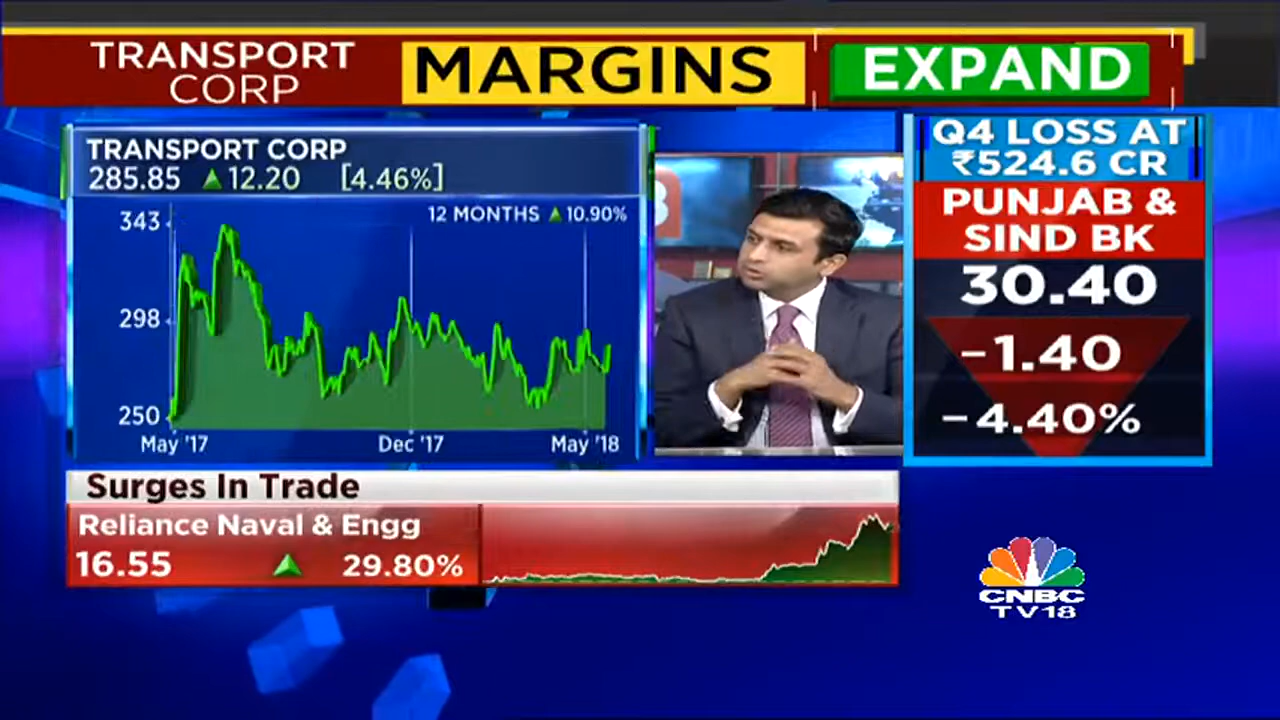 TRANSPORT
CORP
MARGINS
EXPAND
TRANSPORT CORP
285.85 ▲ 12.20 [4.46%]
12 MONTHS ▲ 10.90%
343
298
250
May '17
Dec '17
May '18
Q4 LOSS AT
₹524.6 CR
PUNJAB &
SIND BK
30.40
-1.40
-4.40%
Surges In Trade
Reliance Naval & Engg
16.55 ▲ 29.80%
CNBC
TV18